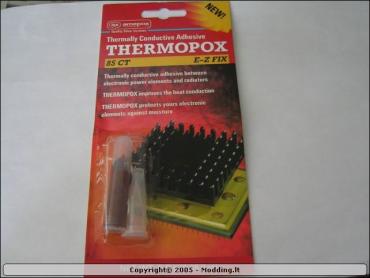 NEW!
amepox
Thermally Conductive Adhesive
THERMOPOX
85 CT E-Z FIX
Thermally conductive adhesive between
electronic power elements and radiators
THERMOPOX improves the heat conduction
THERMOPOX protects yours electronic
elements against moisture
Copyright© 2005 - Modding.lt